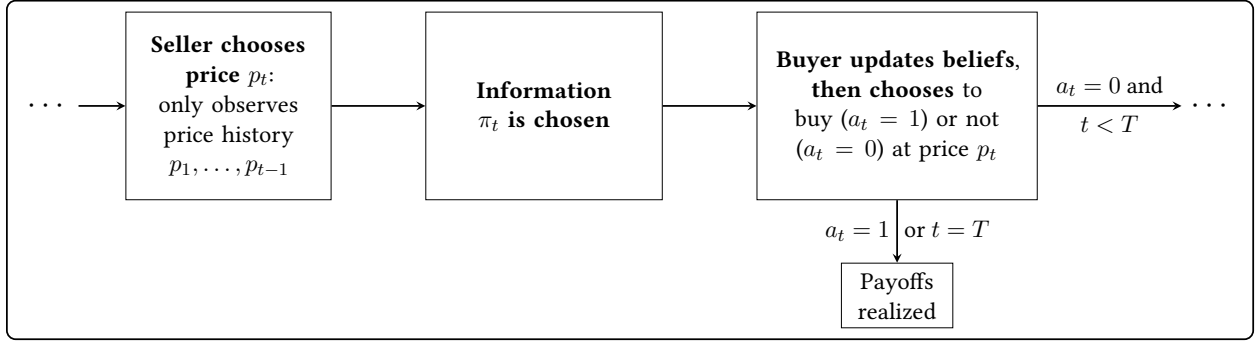 · · ·
Seller chooses
price $p_t$:
only observes
price history
$p_1, \ldots, p_{t-1}$
Information
$\pi_t$ is chosen
Buyer updates beliefs,
then chooses to
buy ($a_t = 1$) or not
($a_t = 0$) at price $p_t$
$a_t = 0$ and
$t < T$
· · ·
$a_t = 1$ or $t = T$
Payoffs
realized